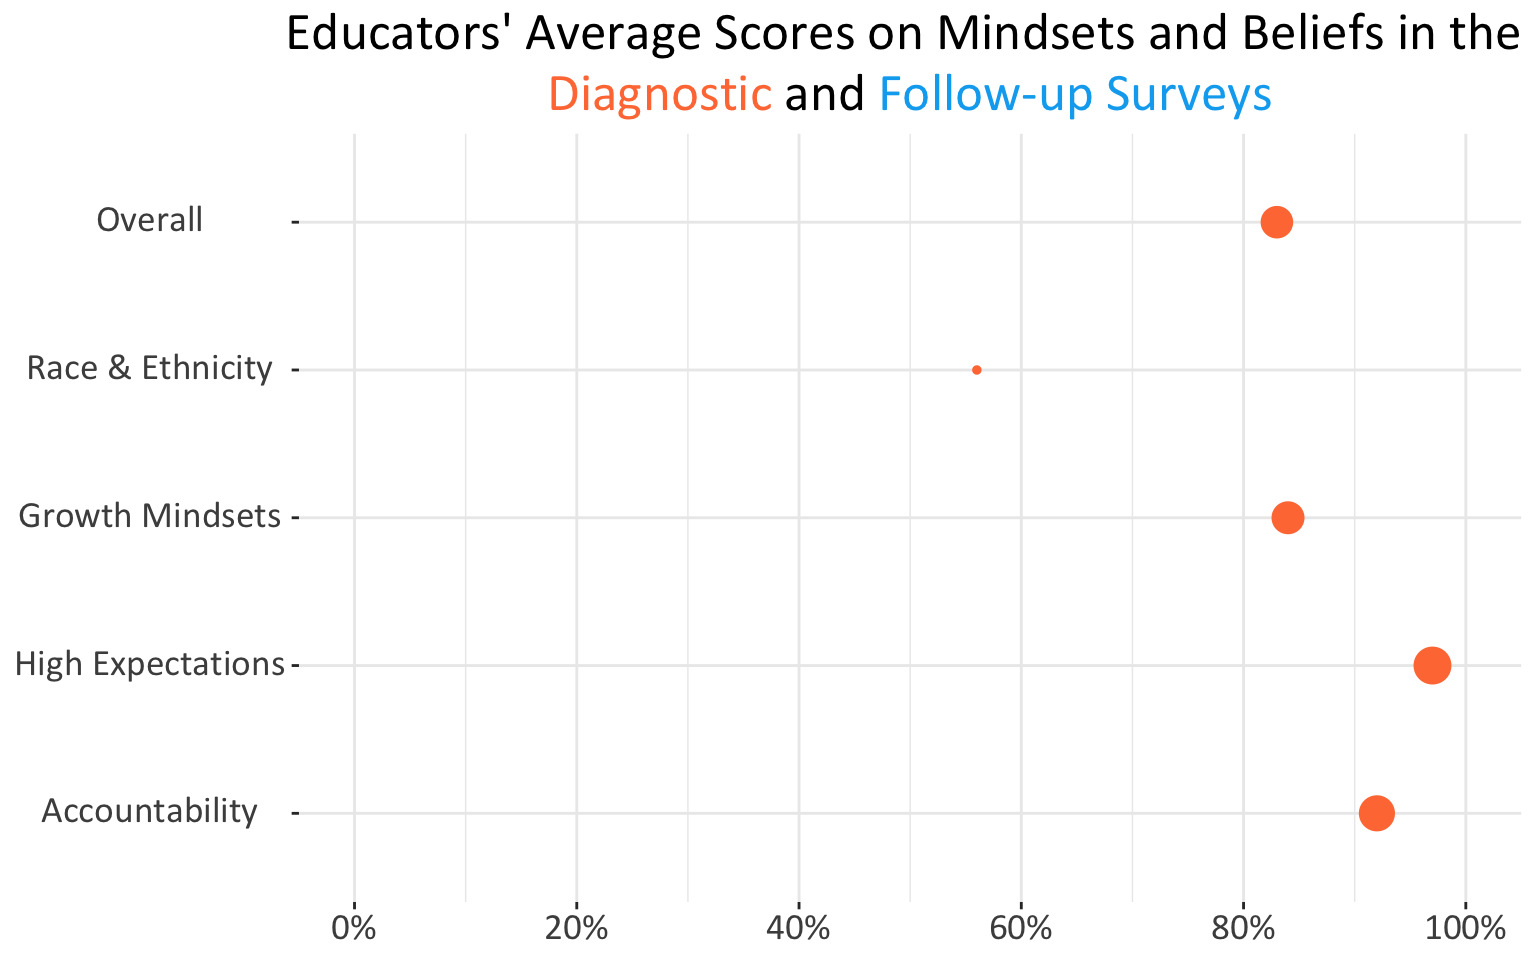 Educators' Average Scores on Mindsets and Beliefs in the
Diagnostic and Follow-up Surveys
Overall
Race & Ethnicity
Growth Mindsets
High Expectations
Accountability
0% 20% 40% 60% 80% 100%